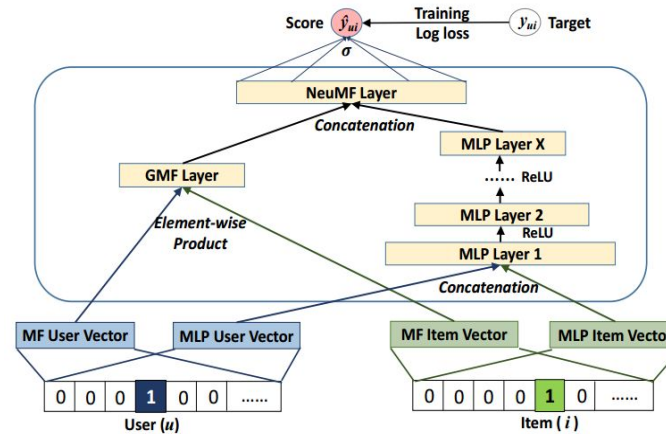 Score ŷui Training yui Target
Log loss
σ
NeuMF Layer
Concatenation
MLP Layer X
...... ReLU
GMF Layer
MLP Layer 2
Element-wise
Product
ReLU
MLP Layer 1
Concatenation
MF User Vector MLP User Vector MF Item Vector MLP Item Vector
0 0 0 1 0 0 ...... 0 0 0 0 0 1 0 ......
User (u) Item ( i )